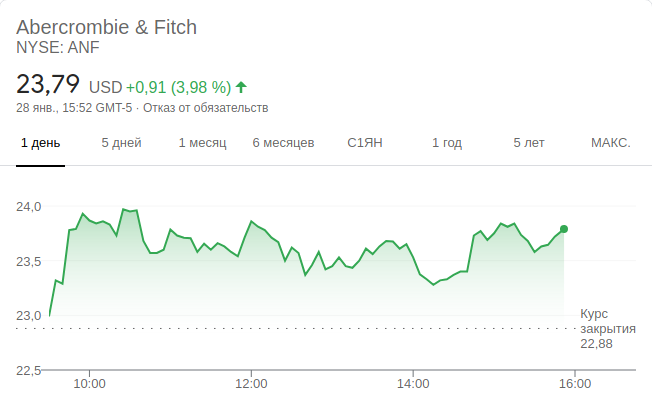 Abercrombie & Fitch
NYSE: ANF
23,79 USD +0,91 (3,98 %)
28 янв., 15:52 GMT-5 · Отказ от обязательств
1 день 5 дней 1 месяц 6 месяцев С1ЯН 1 год 5 лет МАКС.
24,0
23,5
23,0
Курс
закрытия
22,88
22,5
10:00 12:00 14:00 16:00